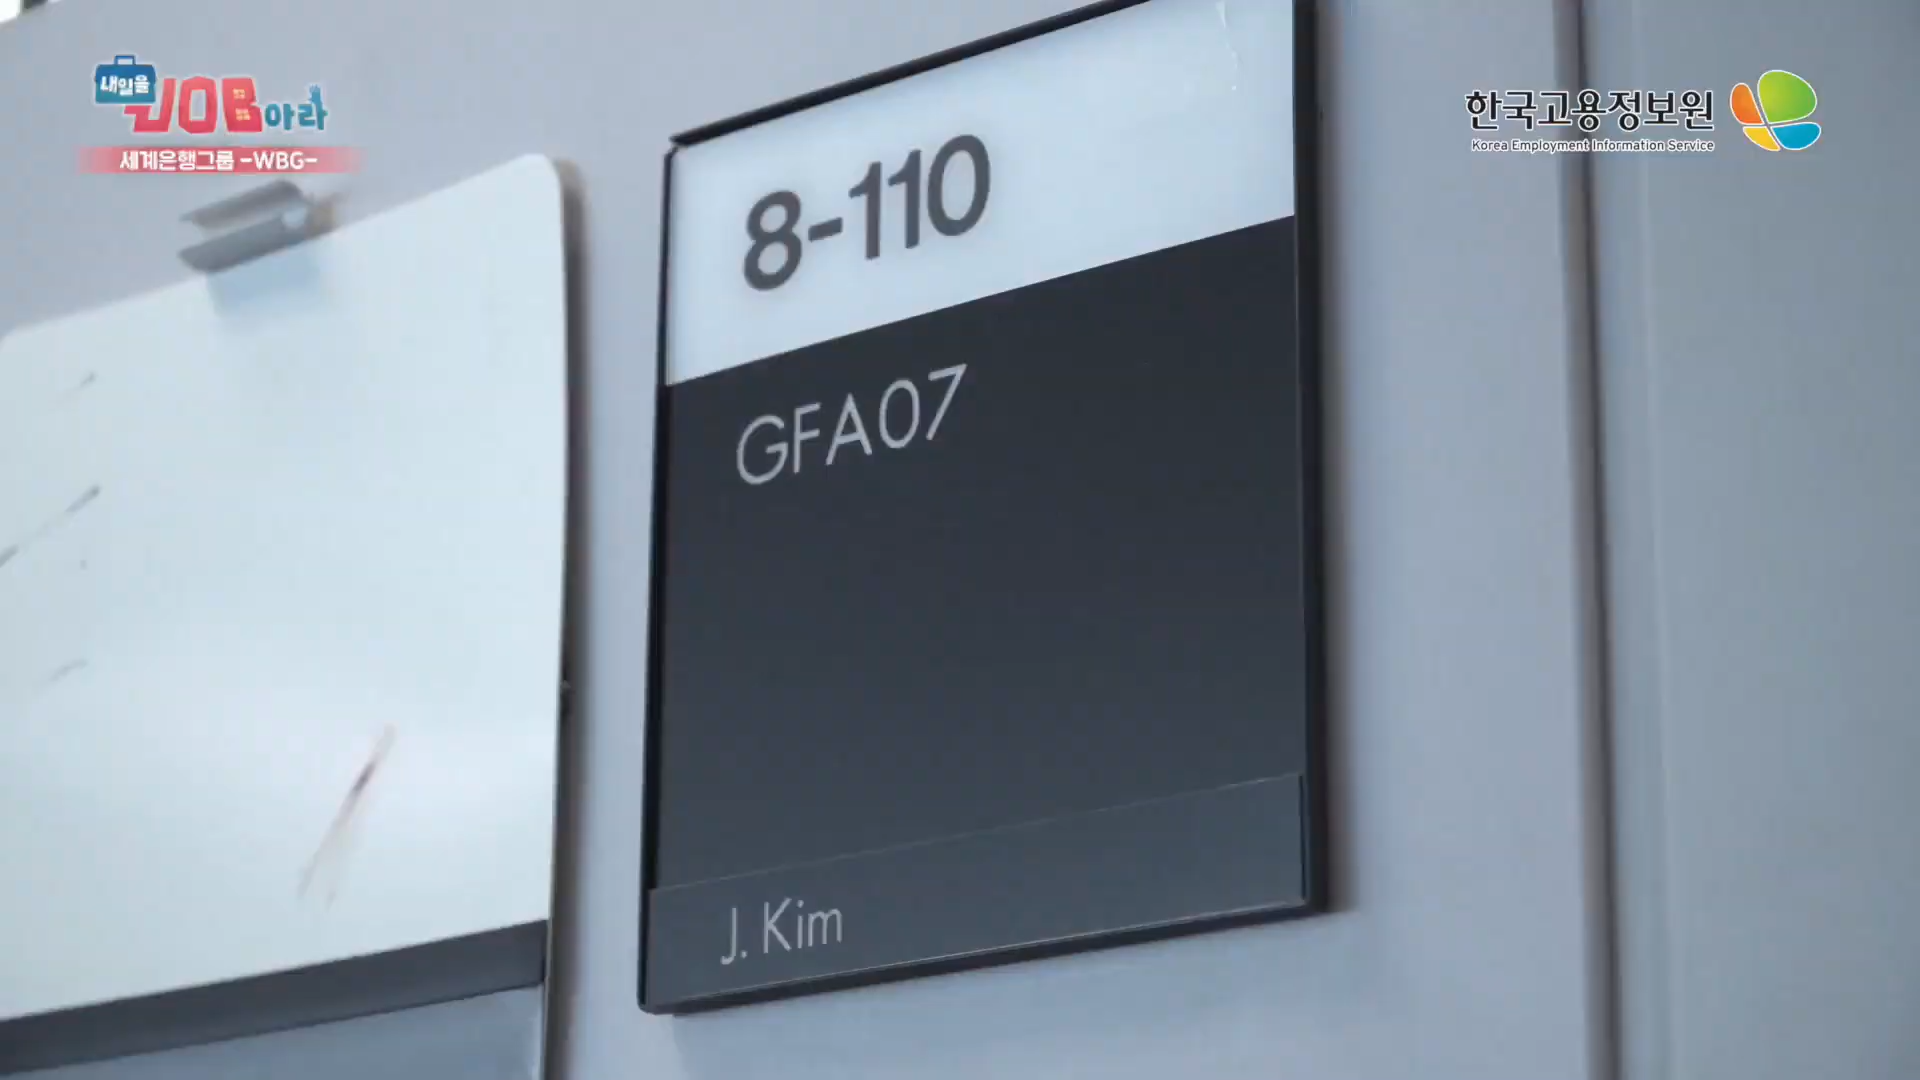 내일을 JOB아라
세계은행그룹 -WBG-
한국고용정보원
Korea Employment Information Service
8-110
GFA07
J. Kim